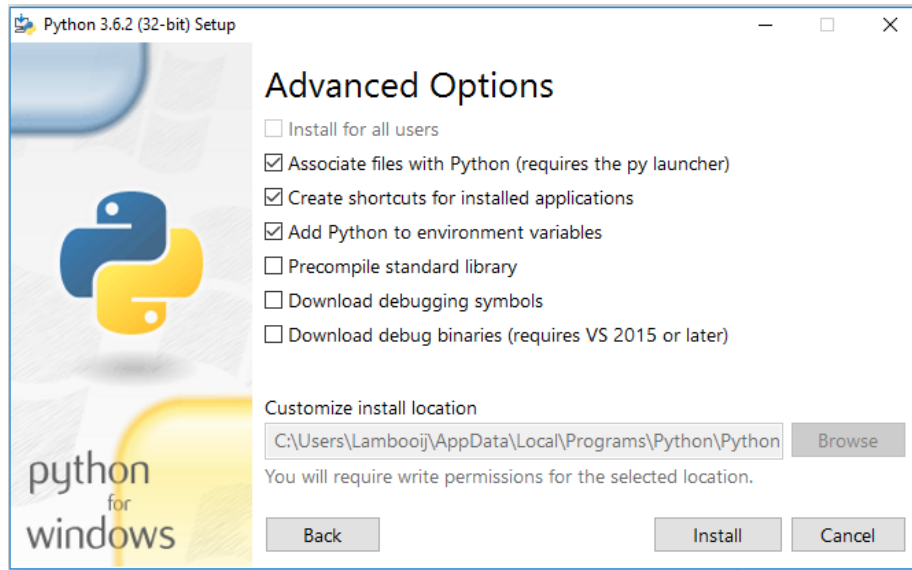 Python 3.6.2 (32-bit) Setup
Advanced Options
Install for all users
Associate files with Python (requires the py launcher)
Create shortcuts for installed applications
Add Python to environment variables
Precompile standard library
Download debugging symbols
Download debug binaries (requires VS 2015 or later)
Customize install location
C:\Users\Lambooij\AppData\Local\Programs\Python\Python
Browse
You will require write permissions for the selected location.
python
for
windows
Back
Install
Cancel